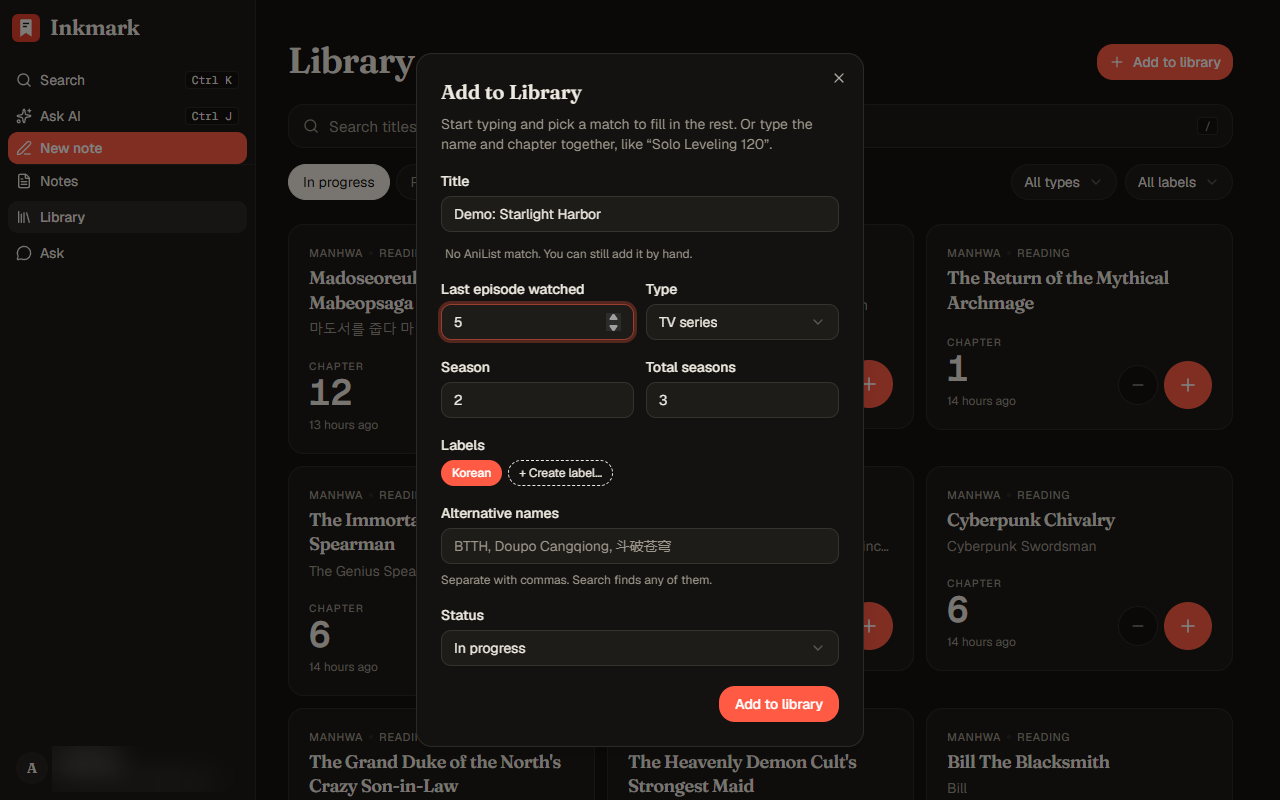 Inkmark
Search
Ctrl K
Ask AI
Ctrl J
New note
Notes
Library
Ask
A
Library
+ Add to library
Search titles
/
In progress
All types
All labels
MANHWA · READI
Madoseoreul
Mabeopsaga
마도서를 줍다 마
CHAPTER
12
13 hours ago
MANHWA · READING
The Return of the Mythical
Archmage
CHAPTER
1
14 hours ago
MANHWA · READI
The Immorta
Spearman
The Genius Spea
CHAPTER
6
14 hours ago
inc…
MANHWA · READING
Cyberpunk Chivalry
Cyberpunk Swordsman
CHAPTER
6
14 hours ago
MANHWA · READI
The Grand Duke of the North's
Crazy Son-in-Law
The Heavenly Demon Cult's
Strongest Maid
MANHWA · READING
Bill The Blacksmith
Bill
Add to Library
Start typing and pick a match to fill in the rest. Or type the
name and chapter together, like “Solo Leveling 120”.
Title
Demo: Starlight Harbor
No AniList match. You can still add it by hand.
Last episode watched
Type
5
TV series
Season
Total seasons
2
3
Labels
Korean
+ Create label…
Alternative names
BTTH, Doupo Cangqiong, 斗破苍穹
Separate with commas. Search finds any of them.
Status
In progress
Add to library